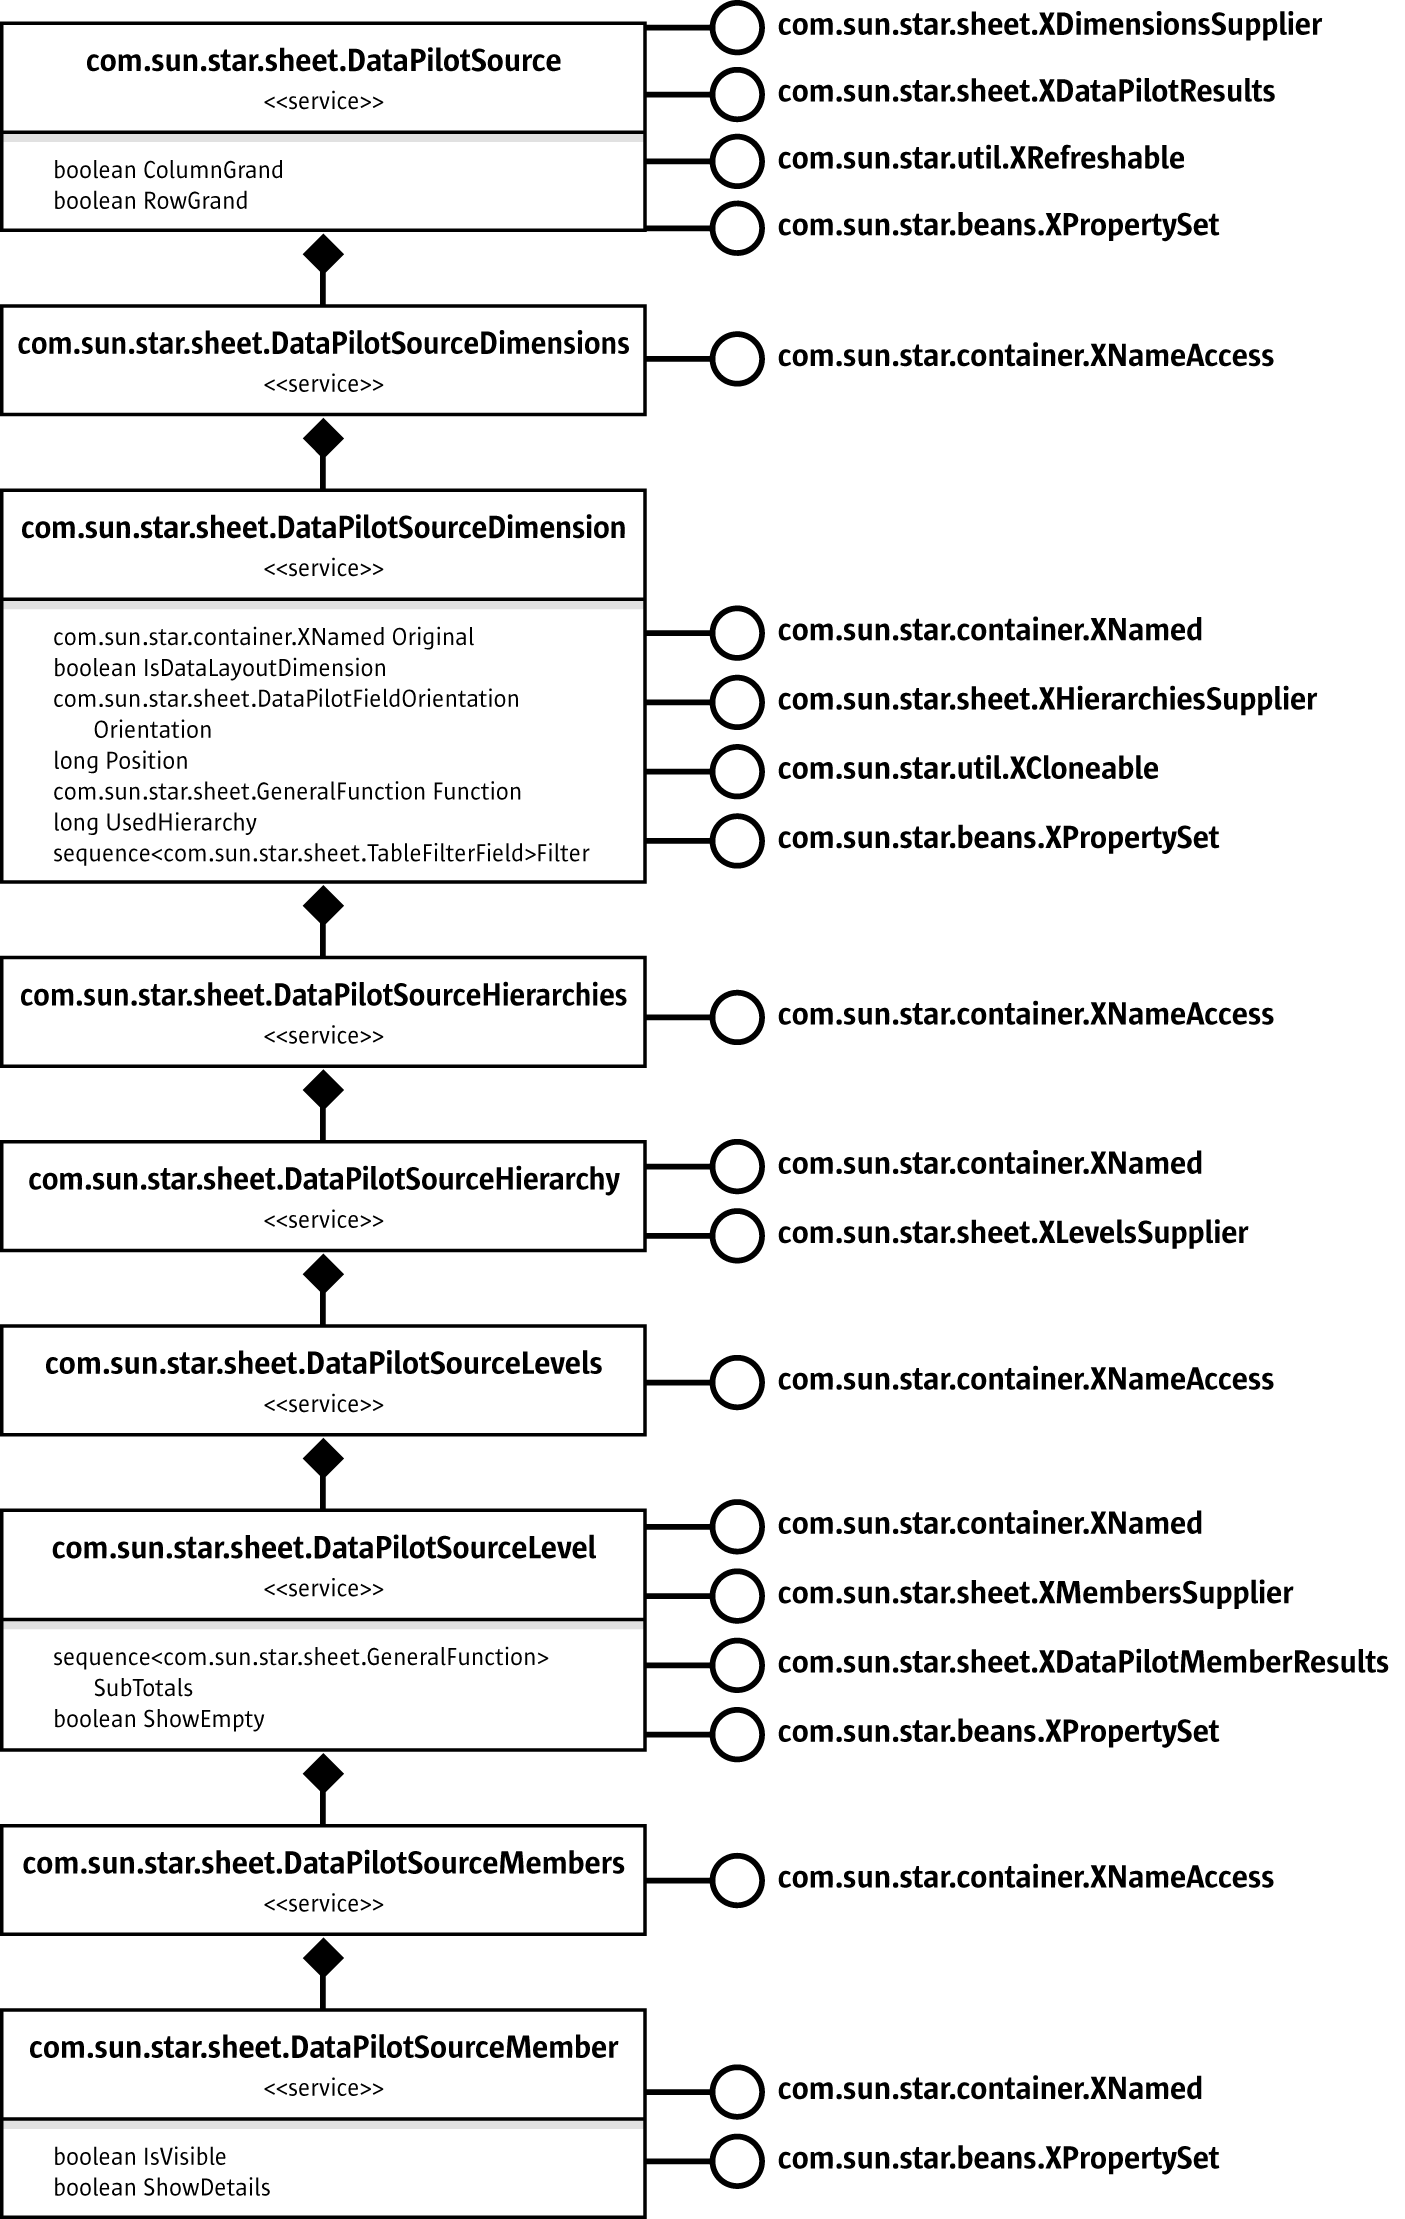 com.sun.star.sheet.DataPilotSource
<<service>>
boolean ColumnGrand
boolean RowGrand
com.sun.star.sheet.XDimensionsSupplier
com.sun.star.sheet.XDataPilotResults
com.sun.star.util.XRefreshable
com.sun.star.beans.XPropertySet
com.sun.star.sheet.DataPilotSourceDimensions
<<service>>
com.sun.star.container.XNameAccess
com.sun.star.sheet.DataPilotSourceDimension
<<service>>
com.sun.star.container.XNamed Original
boolean IsDataLayoutDimension
com.sun.star.sheet.DataPilotFieldOrientation
Orientation
long Position
com.sun.star.sheet.GeneralFunction Function
long UsedHierarchy
sequence<com.sun.star.sheet.TableFilterField>Filter
com.sun.star.container.XNamed
com.sun.star.sheet.XHierarchiesSupplier
com.sun.star.util.XCloneable
com.sun.star.beans.XPropertySet
com.sun.star.sheet.DataPilotSourceHierarchies
<<service>>
com.sun.star.container.XNameAccess
com.sun.star.sheet.DataPilotSourceHierarchy
<<service>>
com.sun.star.container.XNamed
com.sun.star.sheet.XLevelsSupplier
com.sun.star.sheet.DataPilotSourceLevels
<<service>>
com.sun.star.container.XNameAccess
com.sun.star.sheet.DataPilotSourceLevel
<<service>>
sequence<com.sun.star.sheet.GeneralFunction>
SubTotals
boolean ShowEmpty
com.sun.star.container.XNamed
com.sun.star.sheet.XMembersSupplier
com.sun.star.sheet.XDataPilotMemberResults
com.sun.star.beans.XPropertySet
com.sun.star.sheet.DataPilotSourceMembers
<<service>>
com.sun.star.container.XNameAccess
com.sun.star.sheet.DataPilotSourceMember
<<service>>
boolean IsVisible
boolean ShowDetails
com.sun.star.container.XNamed
com.sun.star.beans.XPropertySet